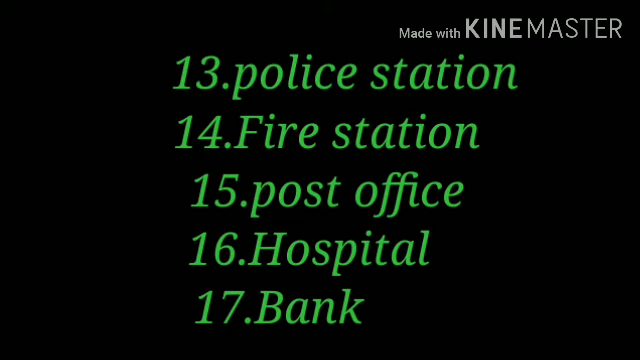 Made with KINEMASTER
13.police station
14.Fire station
15.post office
16.Hospital
17.Bank